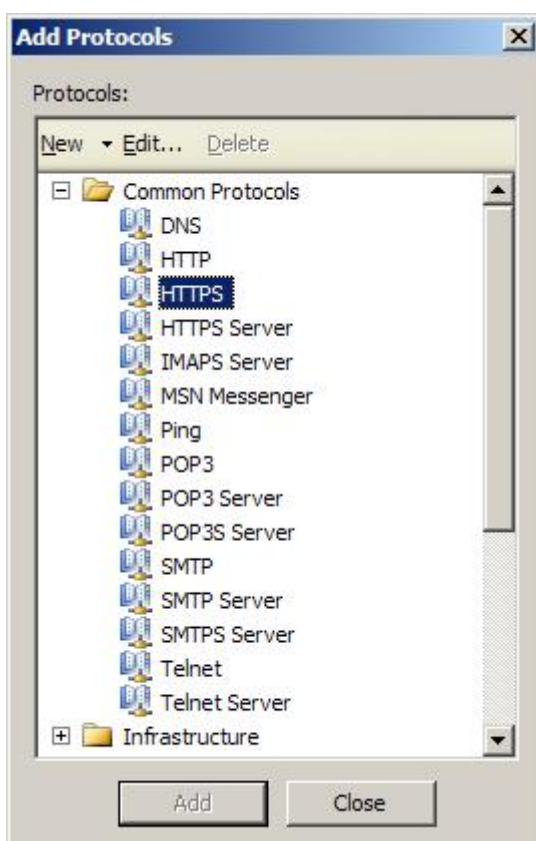 Add Protocols
Protocols:
New Edit... Delete
Common Protocols
DNS
HTTP
HTTPS
HTTPS Server
IMAPS Server
MSN Messenger
Ping
POP3
POP3 Server
POP3S Server
SMTP
SMTP Server
SMTPS Server
Telnet
Telnet Server
Infrastructure
Add Close